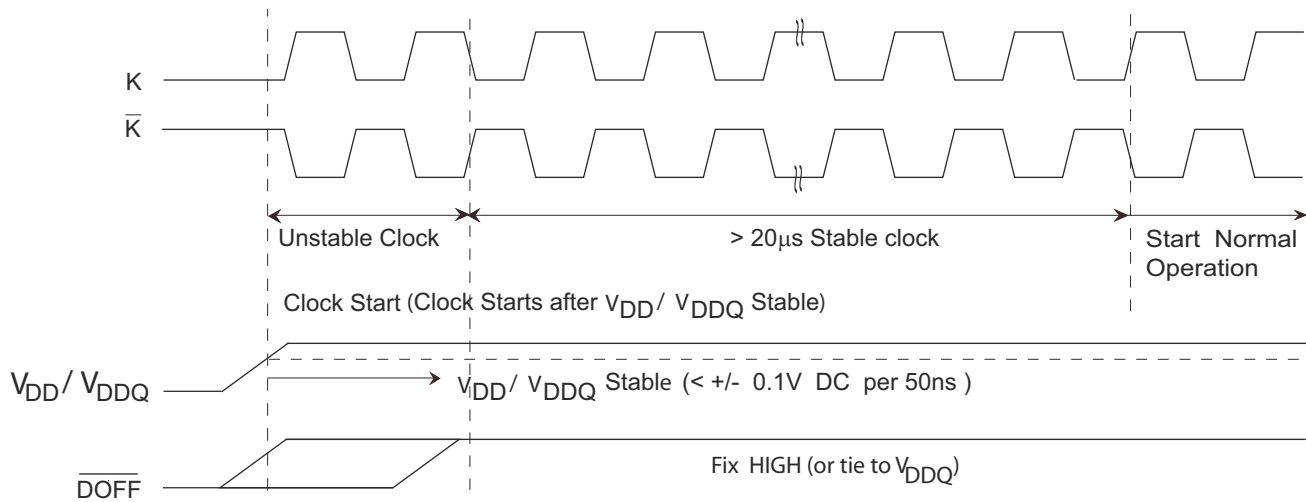 K
K̅
Unstable Clock
> 20μs Stable clock
Start Normal
Operation
Clock Start (Clock Starts after VDD / VDDQ Stable)
VDD / VDDQ
VDD / VDDQ Stable (< +/- 0.1V DC per 50ns )
D̅O̅F̅F̅
Fix HIGH (or tie to VDDQ)